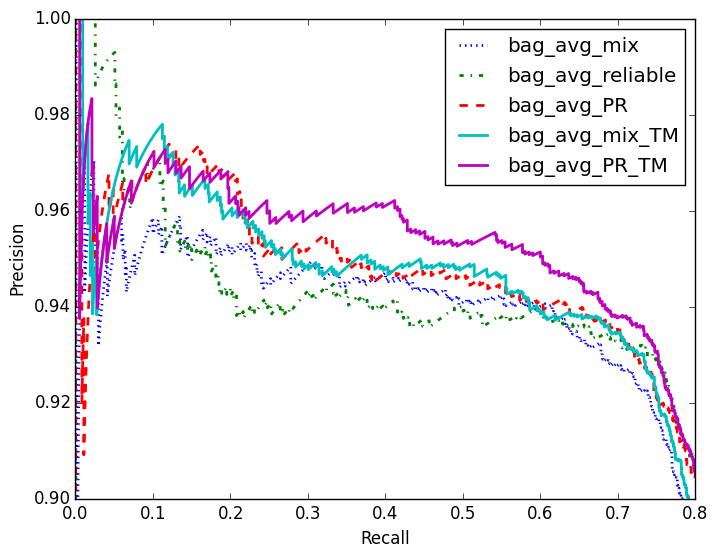 1.00
0.98
0.96
0.94
0.92
0.90
Precision
0.0 0.1 0.2 0.3 0.4 0.5 0.6 0.7 0.8
Recall
bag_avg_mix
bag_avg_reliable
bag_avg_PR
bag_avg_mix_TM
bag_avg_PR_TM